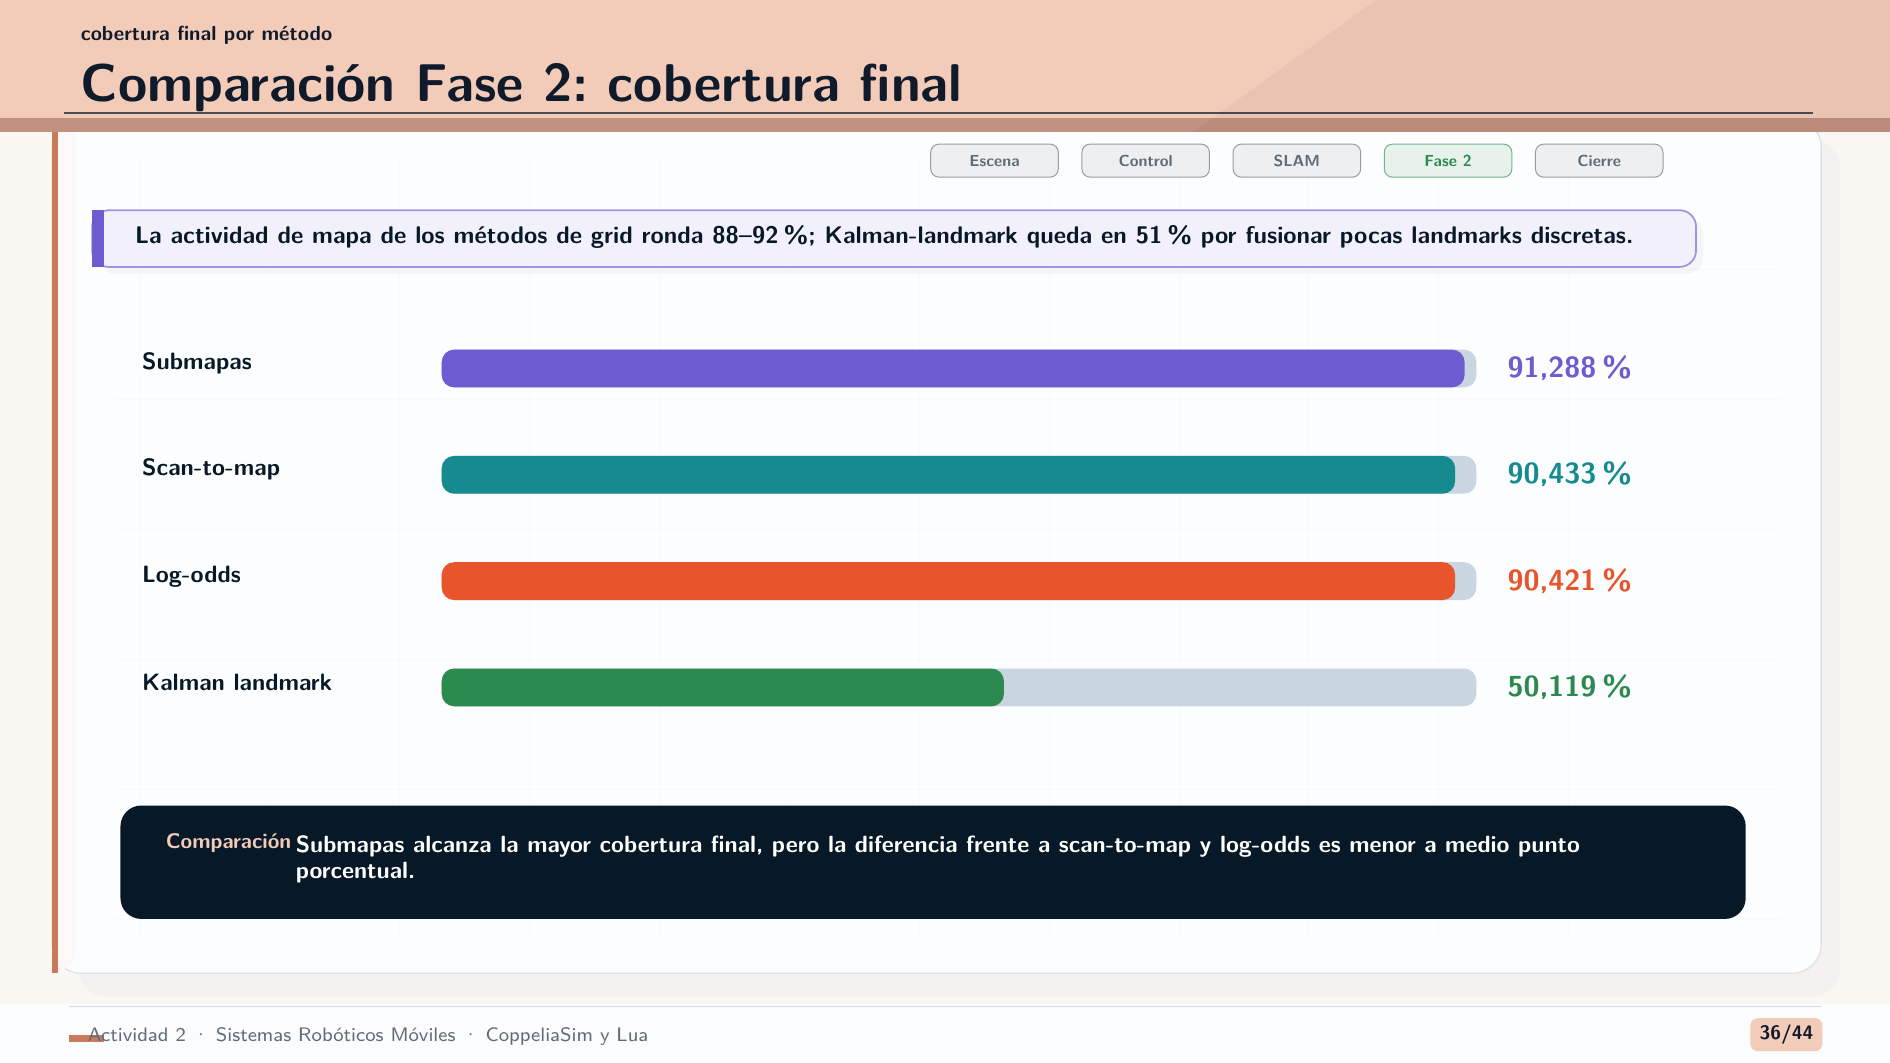 cobertura final por método
Comparación Fase 2: cobertura final
Escena Control SLAM Fase 2 Cierre
La actividad de mapa de los métodos de grid ronda 88–92 %; Kalman-landmark queda en 51 % por fusionar pocas landmarks discretas.
Submapas 91,288 %
Scan-to-map 90,433 %
Log-odds 90,421 %
Kalman landmark 50,119 %
Comparación Submapas alcanza la mayor cobertura final, pero la diferencia frente a scan-to-map y log-odds es menor a medio punto
porcentual.
Actividad 2 · Sistemas Robóticos Móviles · CoppeliaSim y Lua 36/44